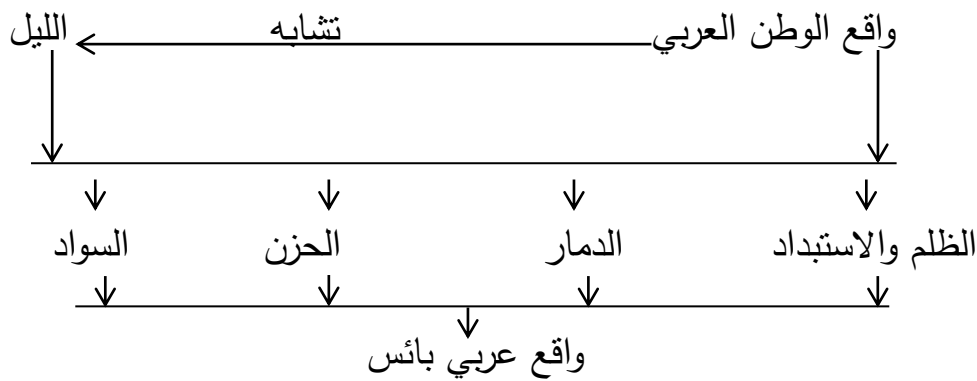 واقع الوطن العربي تشابه الليل
الظلم والاستبداد الدمار الحزن السواد
واقع عربي بائس